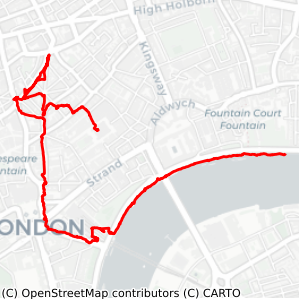 High Holborn
Kingsway
Aldwych
Fountain Court
Fountain
espeare
ntain
Strand
ONDON
(C) OpenStreetMap contributors (C) CARTO